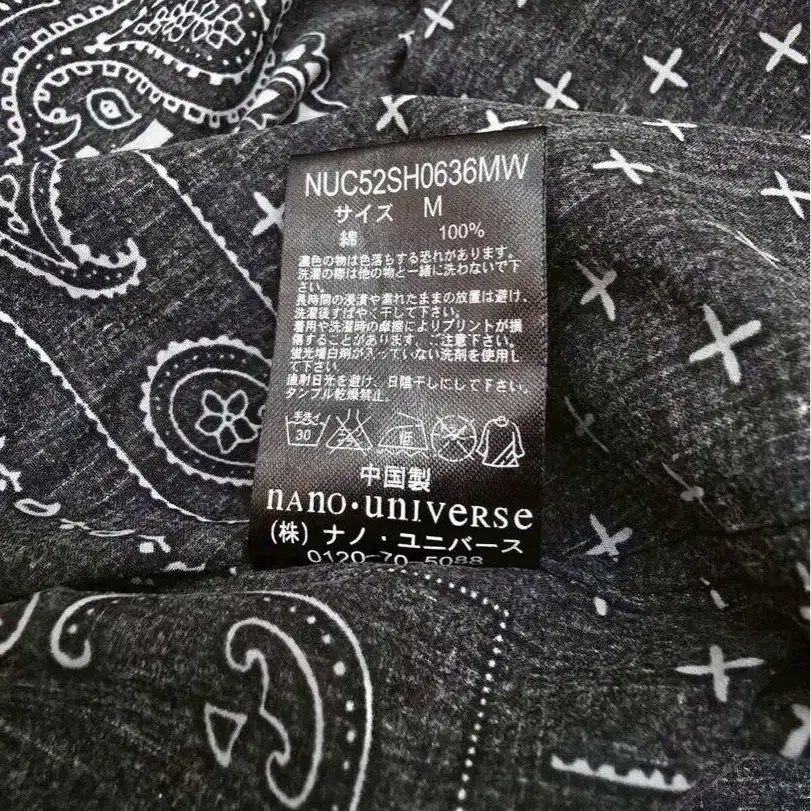 NUC52SH0636MW
サイズ M
綿 100%
濃色の物は色落ちする恐れがあります。
洗濯の際は他の物と一緒に洗わないで下
さい。
長時間の浸漬や濡れたままの放置は避け、
洗濯後すばやく干して下さい。
着用や洗濯時の摩擦によりプリントが損
傷することがあります。ご注意下さい。
蛍光増白剤が入っていない洗剤を使用し
て下さい。
直射日光を避け、日陰干しにして下さい。
タンブル乾燥禁止。
手洗イ
30
低
中国製
nano・universe
(株) ナノ・ユニバース
0120-70-5088